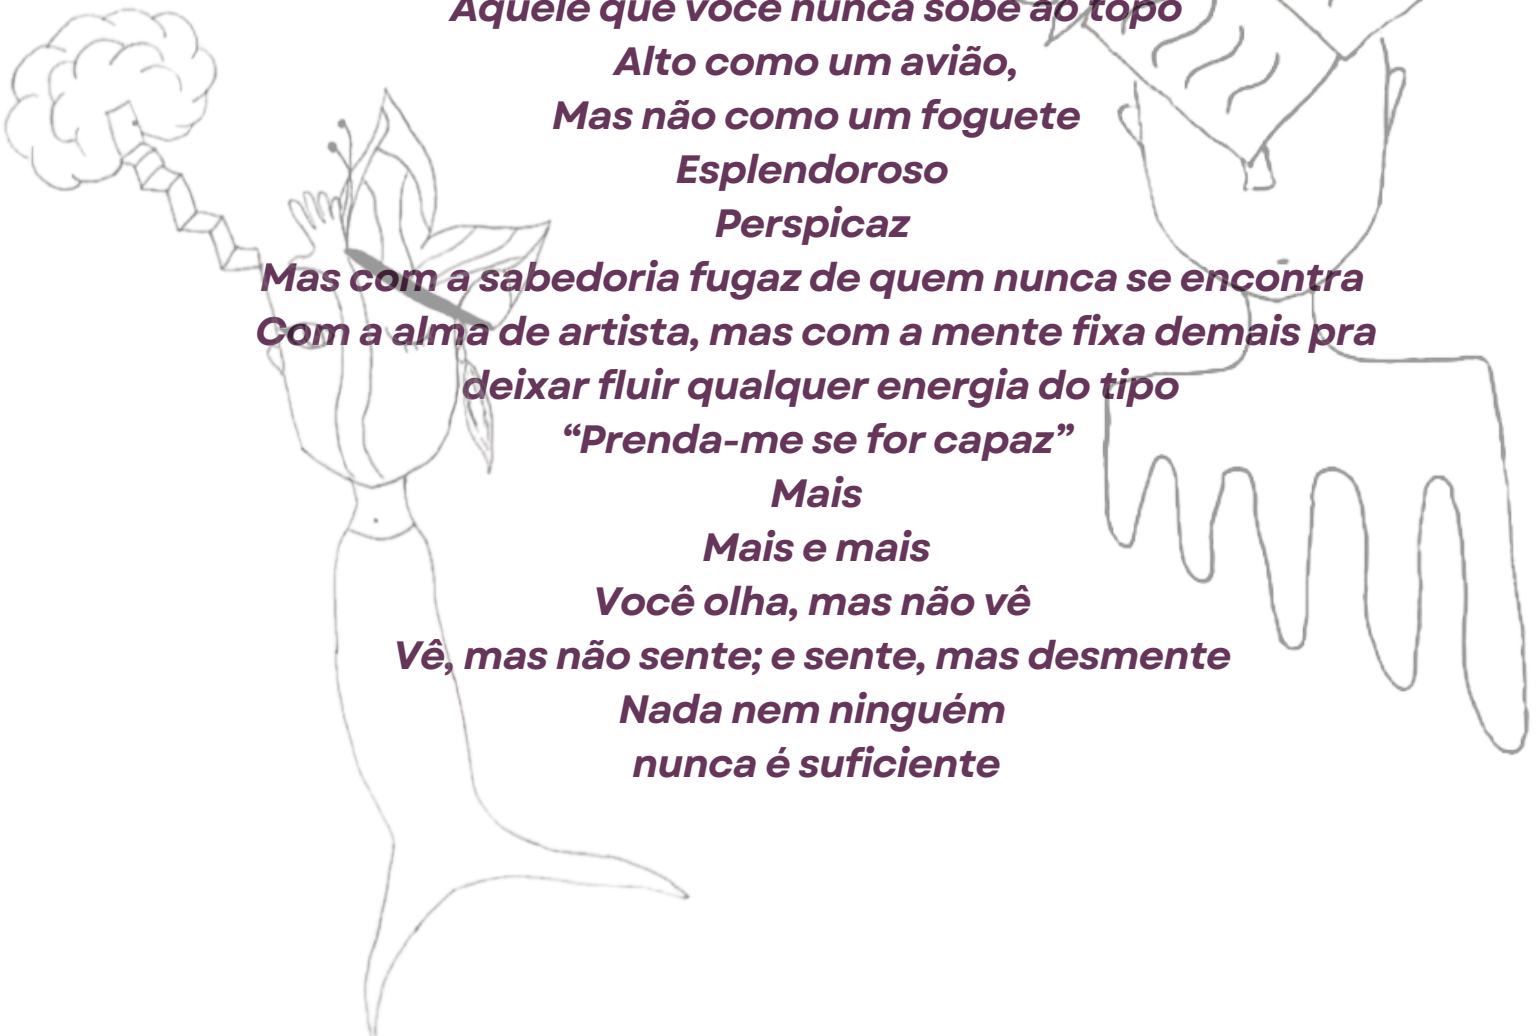 Aquele que você nunca sobe ao topo
Alto como um avião,
Mas não como um foguete
Esplendoroso
Perspicaz
Mas com a sabedoria fugaz de quem nunca se encontra
Com a alma de artista, mas com a mente fixa demais pra
deixar fluir qualquer energia do tipo
“Prenda-me se for capaz”
Mais
Mais e mais
Você olha, mas não vê
Vê, mas não sente; e sente, mas desmente
Nada nem ninguém
nunca é suficiente